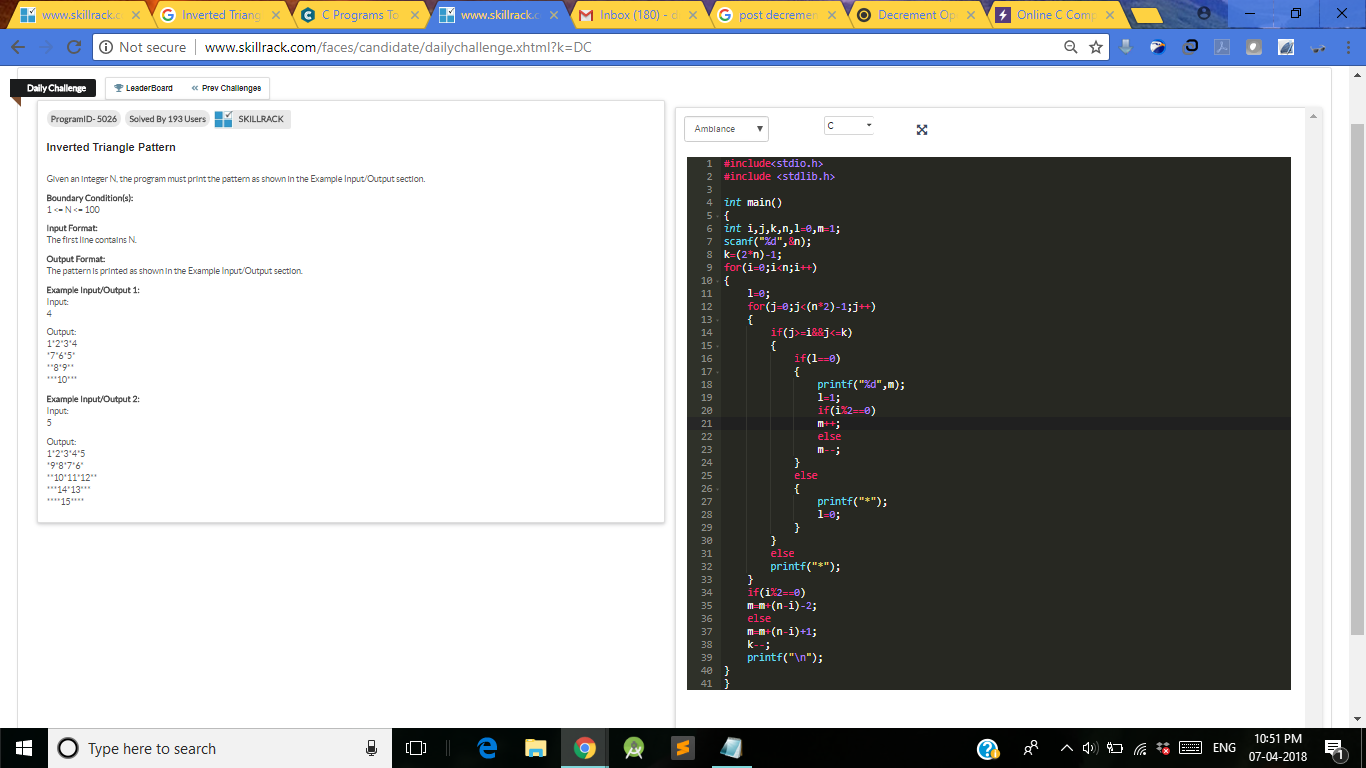 www.skillrack.c
Inverted Triang
C Programs To
www.skillrack.c
Inbox (180) - d
post decremen
Decrement Op
Online C Comp
Not secure
www.skillrack.com/faces/candidate/dailychallenge.xhtml?k=DC
Daily Challenge
LeaderBoard
Prev Challenges
ProgramID- 5026
Solved By 193 Users
SKILLRACK
Inverted Triangle Pattern
Given an integer N, the program must print the pattern as shown in the Example Input/Output section.
Boundary Condition(s):
1 <= N <= 100
Input Format:
The first line contains N.
Output Format:
The pattern is printed as shown in the Example Input/Output section.
Example Input/Output 1:
Input:
4
Output:
1*2*3*4
*7*6*5*
**8*9**
***10***
Example Input/Output 2:
Input:
5
Output:
1*2*3*4*5
*9*8*7*6*
**10*11*12**
***14*13***
****15****
Ambiance
C
1 #include<stdio.h>
2 #include <stdlib.h>
3
4 int main()
5 {
6 int i,j,k,n,l=0,m=1;
7 scanf("%d",&n);
8 k=(2*n)-1;
9 for(i=0;i<n;i++)
10 {
11 l=0;
12 for(j=0;j<(n*2)-1;j++)
13 {
14 if(j>=i&&j<=k)
15 {
16 if(l==0)
17 {
18 printf("%d",m);
19 l=1;
20 if(i%2==0)
21 m++;
22 else
23 m--;
24 }
25 else
26 {
27 printf("*");
28 l=0;
29 }
30 }
31 else
32 printf("*");
33 }
34 if(i%2==0)
35 m=m+(n-i)-2;
36 else
37 m=m+(n-i)+1;
38 k--;
39 printf("\n");
40 }
41 }
Type here to search
ENG
10:51 PM
07-04-2018
1